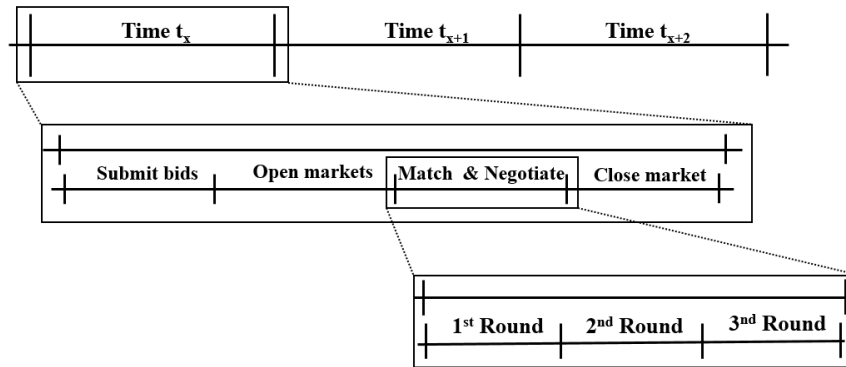 Time tx Time tx+1 Time tx+2
Submit bids Open markets Match & Negotiate Close market
1st Round 2nd Round 3nd Round